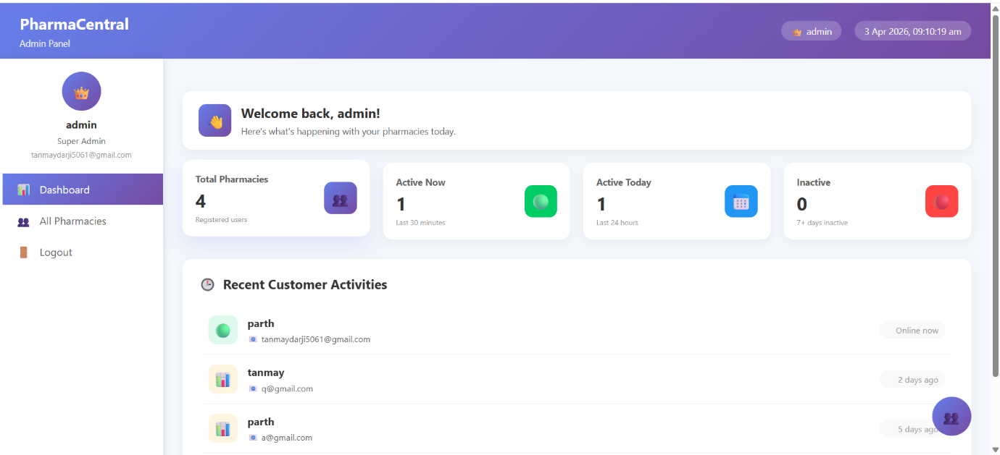 PharmaCentral
Admin Panel
admin
3 Apr 2026, 09:10:19 am
admin
Super Admin
tanmaydarji5061@gmail.com
Dashboard
All Pharmacies
Logout
Welcome back, admin!
Here's what's happening with your pharmacies today.
Total Pharmacies
4
Registered users
Active Now
1
Last 30 minutes
Active Today
1
Last 24 hours
Inactive
0
7+ days inactive
Recent Customer Activities
parth
tanmaydarji5061@gmail.com
Online now
tanmay
q@gmail.com
2 days ago
parth
a@gmail.com
5 days ago